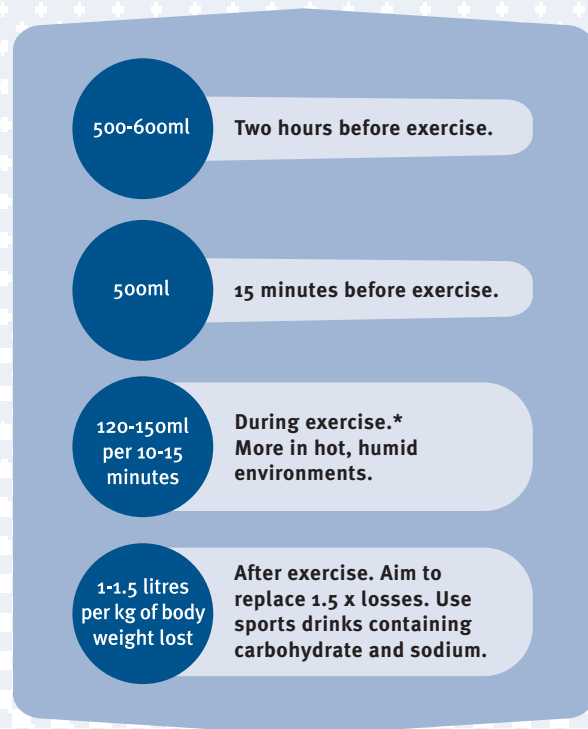 500-600ml
Two hours before exercise.
500ml
15 minutes before exercise.
120-150ml
per 10-15
minutes
During exercise.*
More in hot, humid
environments.
1-1.5 litres
per kg of body
weight lost
After exercise. Aim to
replace 1.5 x losses. Use
sports drinks containing
carbohydrate and sodium.